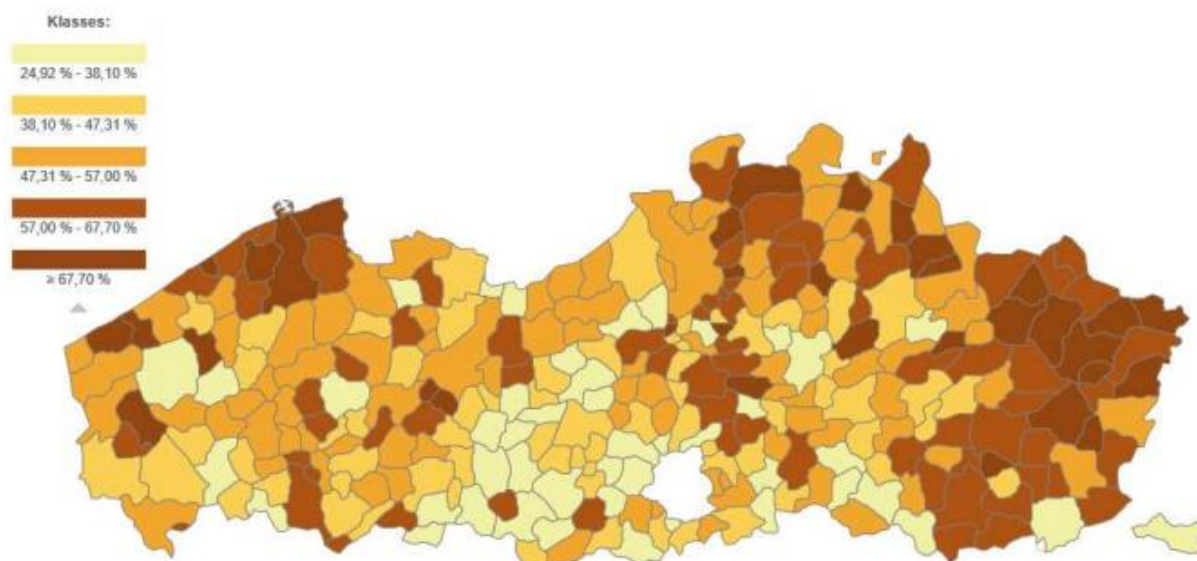 Klasses:
24,92 % - 38,10 %
38,10 % - 47,31 %
47,31 % - 57,00 %
57,00 % - 67,70 %
≥ 67,70 %